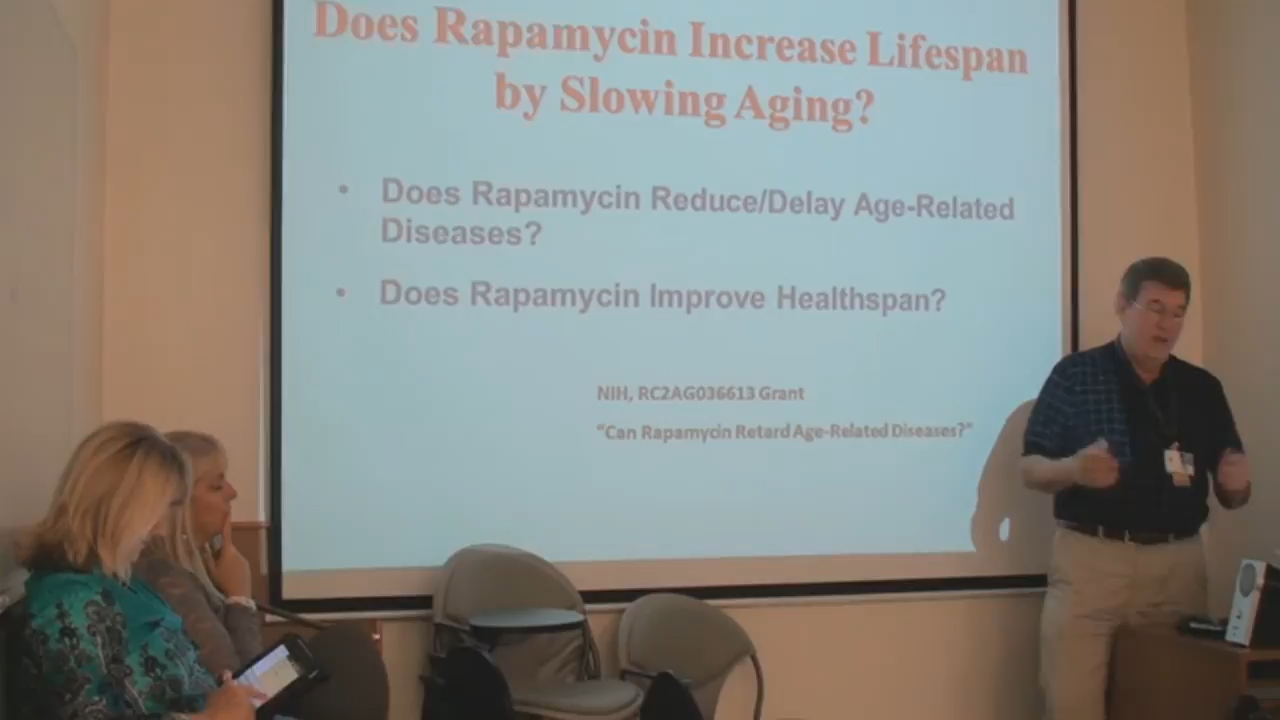 Does Rapamycin Increase Lifespan
by Slowing Aging?
• Does Rapamycin Reduce/Delay Age-Related
Diseases?
• Does Rapamycin Improve Healthspan?
NIH, RC2AG036613 Grant
"Can Rapamycin Retard Age-Related Diseases?"